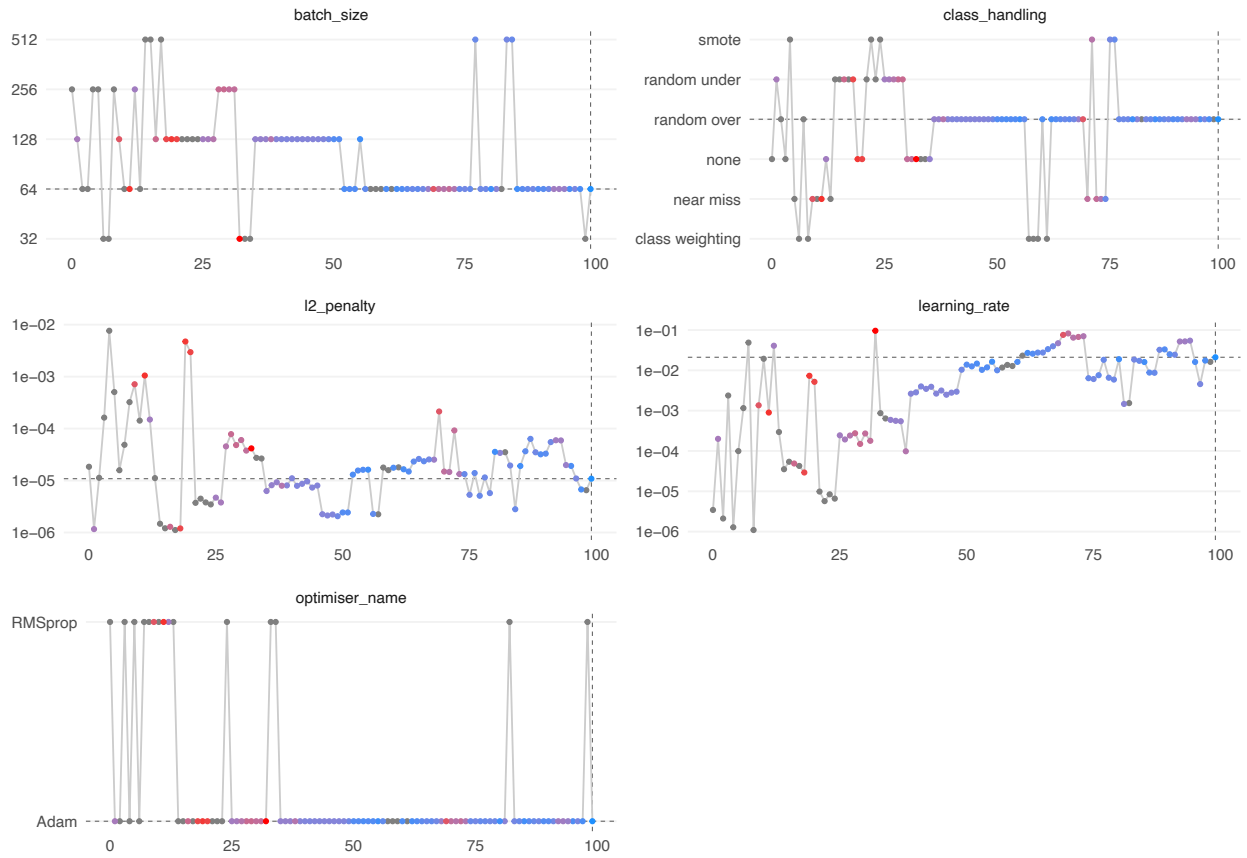 batch_size
512
256
128
64
32
0 25 50 75 100
class_handling
smote
random under
random over
none
near miss
class weighting
0 25 50 75 100
l2_penalty
1e−02
1e−03
1e−04
1e−05
1e−06
0 25 50 75 100
learning_rate
1e−01
1e−02
1e−03
1e−04
1e−05
1e−06
0 25 50 75 100
optimiser_name
RMSprop
Adam
0 25 50 75 100